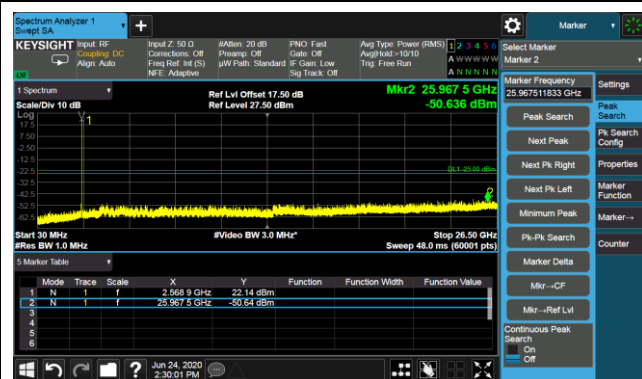 Spectrum Analyzer 1
Swept SA
Marker
KEYSIGHT
Input: RF
Coupling: DC
Align: Auto
Input Z: 50 Ω
Corrections: Off
Freq Ref: Int (S)
NFE: Adaptive
#Atten: 20 dB
Preamp: Off
µW Path: Standard
PNO: Fast
Gate: Off
IF Gain: Low
Sig Track: Off
Avg Type: Power (RMS)
Avg|Hold:>10/10
Trig: Free Run
1 2 3 4 5 6
A W W W W W
A N N N N N
LXI
Select Marker
Marker 2
Marker Frequency
25.967511833 GHz
Settings
Peak Search
Next Peak
Next Pk Right
Next Pk Left
Minimum Peak
Pk-Pk Search
Marker Delta
Mkr→CF
Mkr→Ref Lvl
Continuous Peak
Search
On
Off
Peak
Search
Pk Search
Config
Properties
Marker
Function
Marker→
Counter
1 Spectrum
Scale/Div 10 dB
Log
Ref Lvl Offset 17.50 dB
Ref Level 27.50 dBm
Mkr2 25.967 5 GHz
-50.636 dBm
17.5
7.50
-2.50
-12.5
-22.5
-32.5
-42.5
-52.5
-62.5
1
DL1 -25.00 dBm
2
Start 30 MHz
#Res BW 1.0 MHz
#Video BW 3.0 MHz*
Stop 26.50 GHz
Sweep 48.0 ms (60001 pts)
5 Marker Table
Mode Trace Scale X Y Function Function Width Function Value
1 N 1 f 2.568 9 GHz 22.14 dBm
2 N 1 f 25.967 5 GHz -50.64 dBm
3
4
5
6
Jun 24, 2020
2:30:01 PM